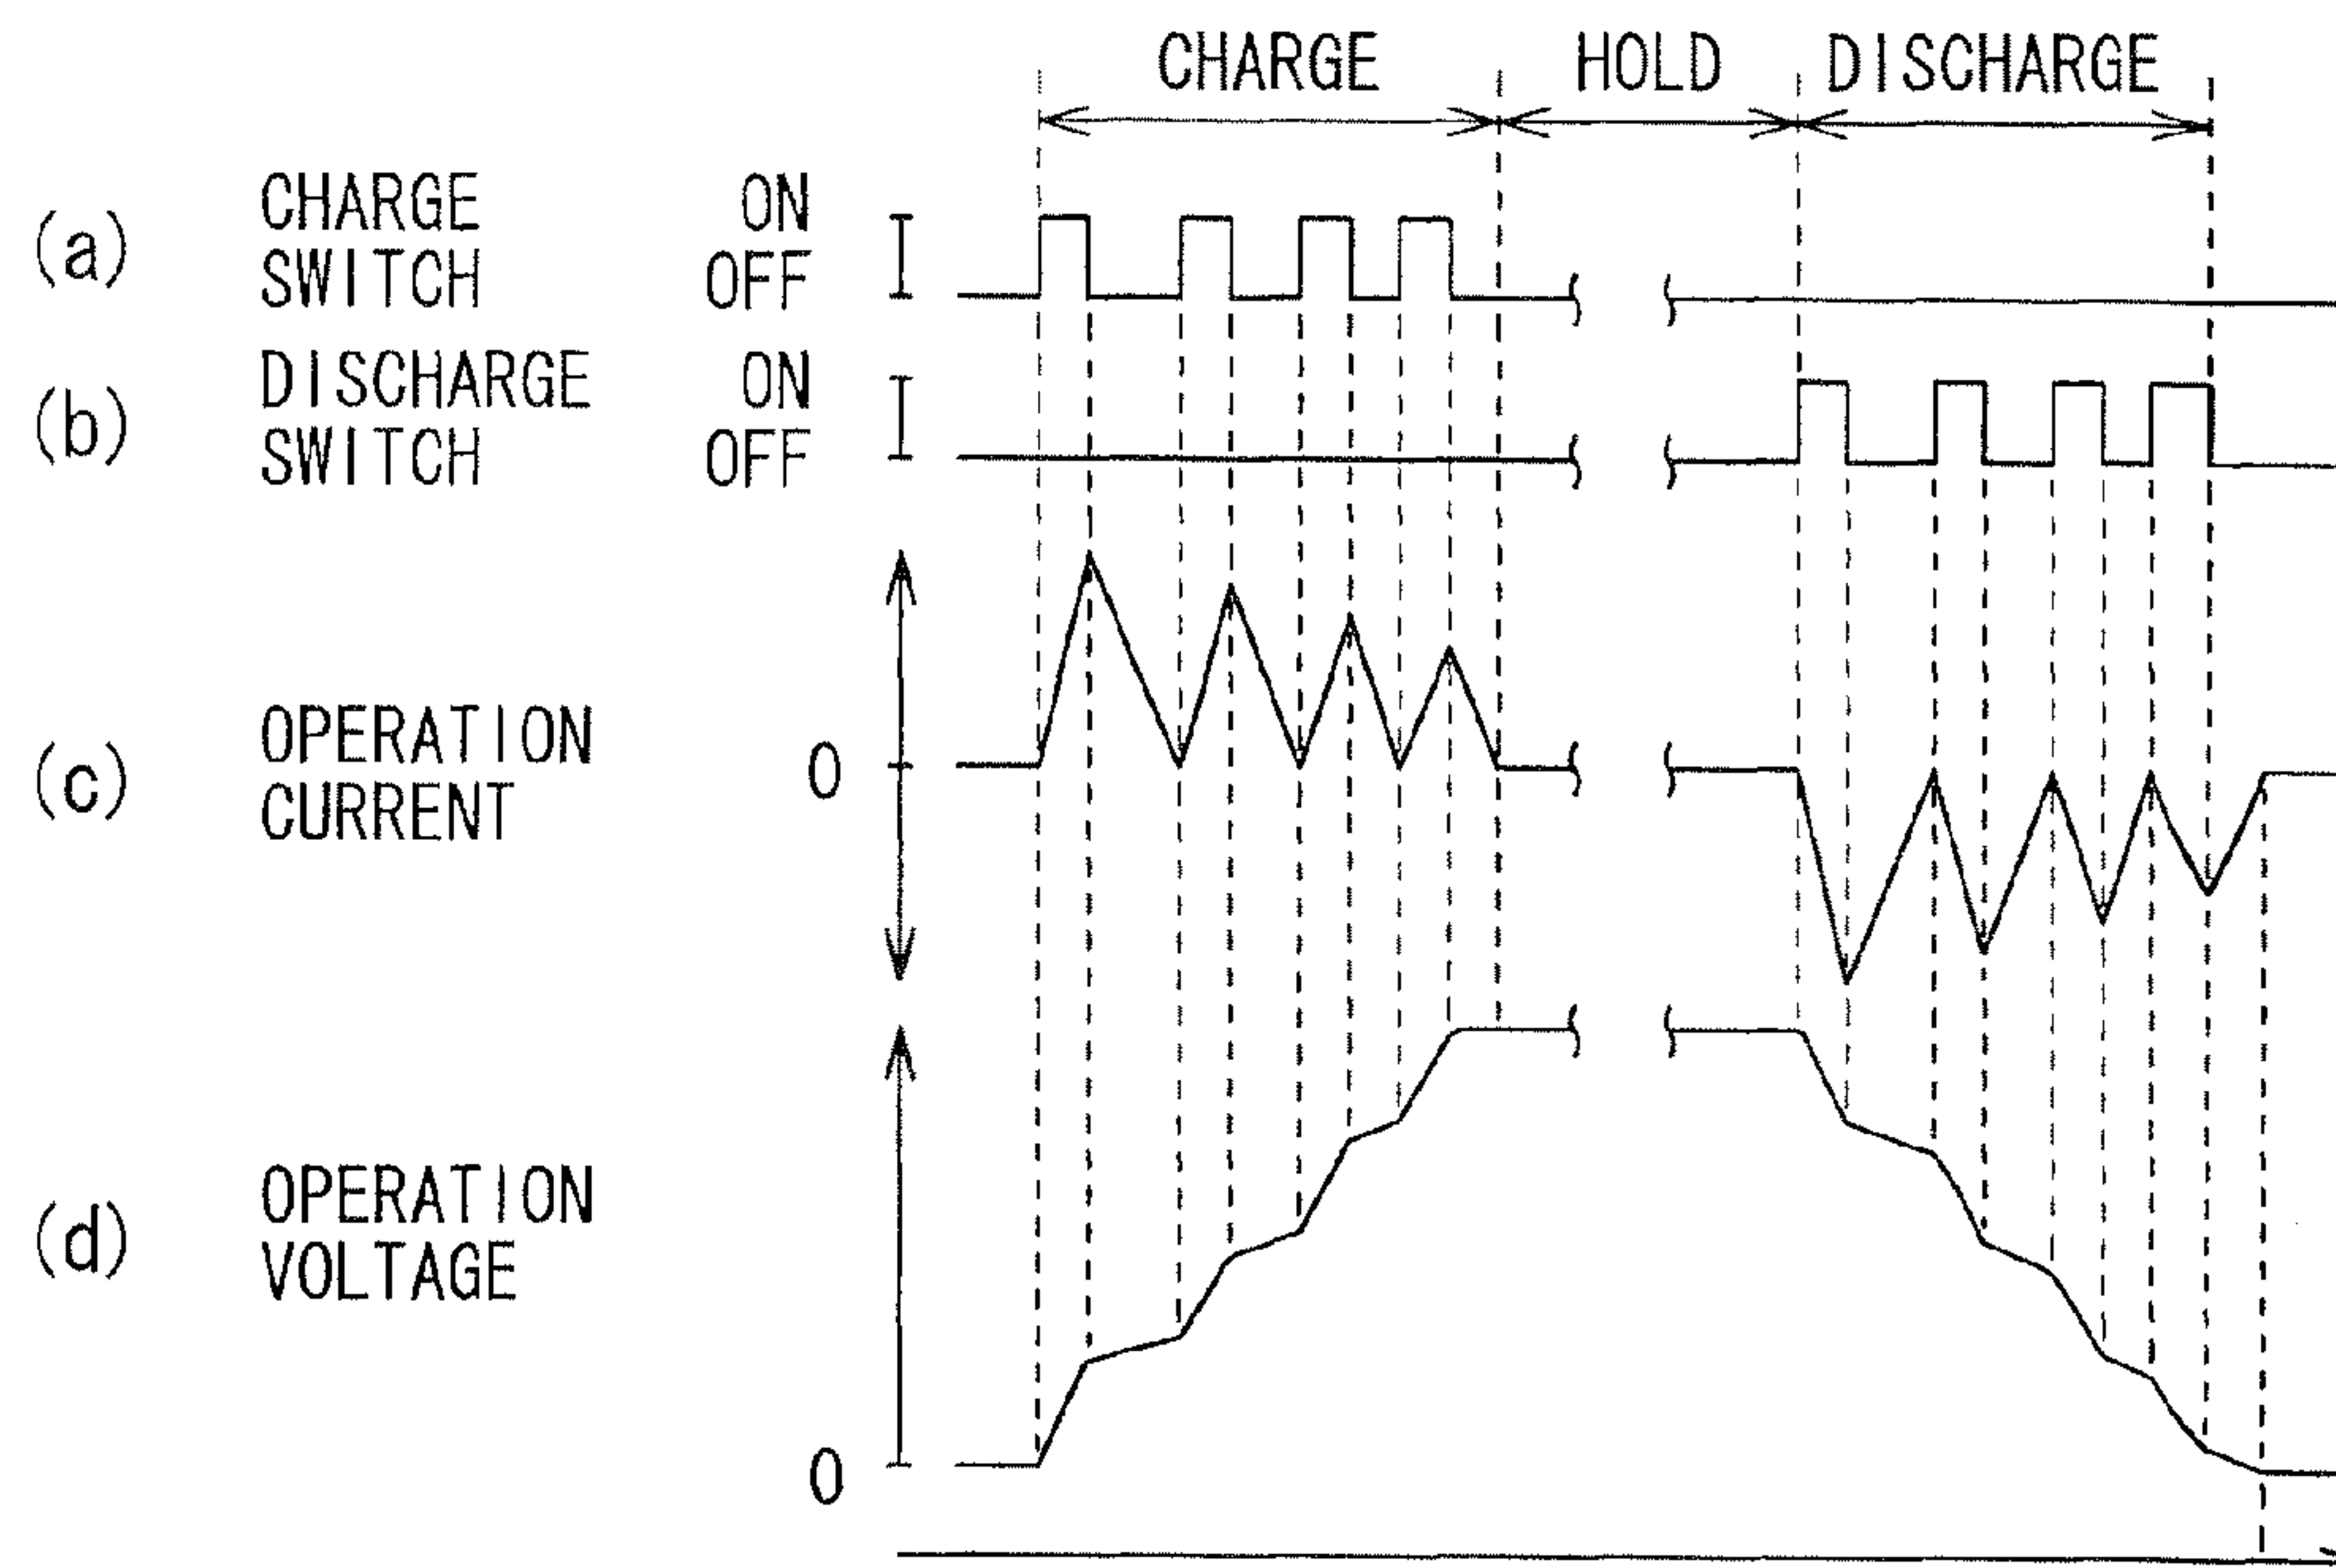 CHARGE HOLD DISCHARGE
(a) CHARGE SWITCH ON OFF
(b) DISCHARGE SWITCH ON OFF
(c) OPERATION CURRENT 0
(d) OPERATION VOLTAGE 0